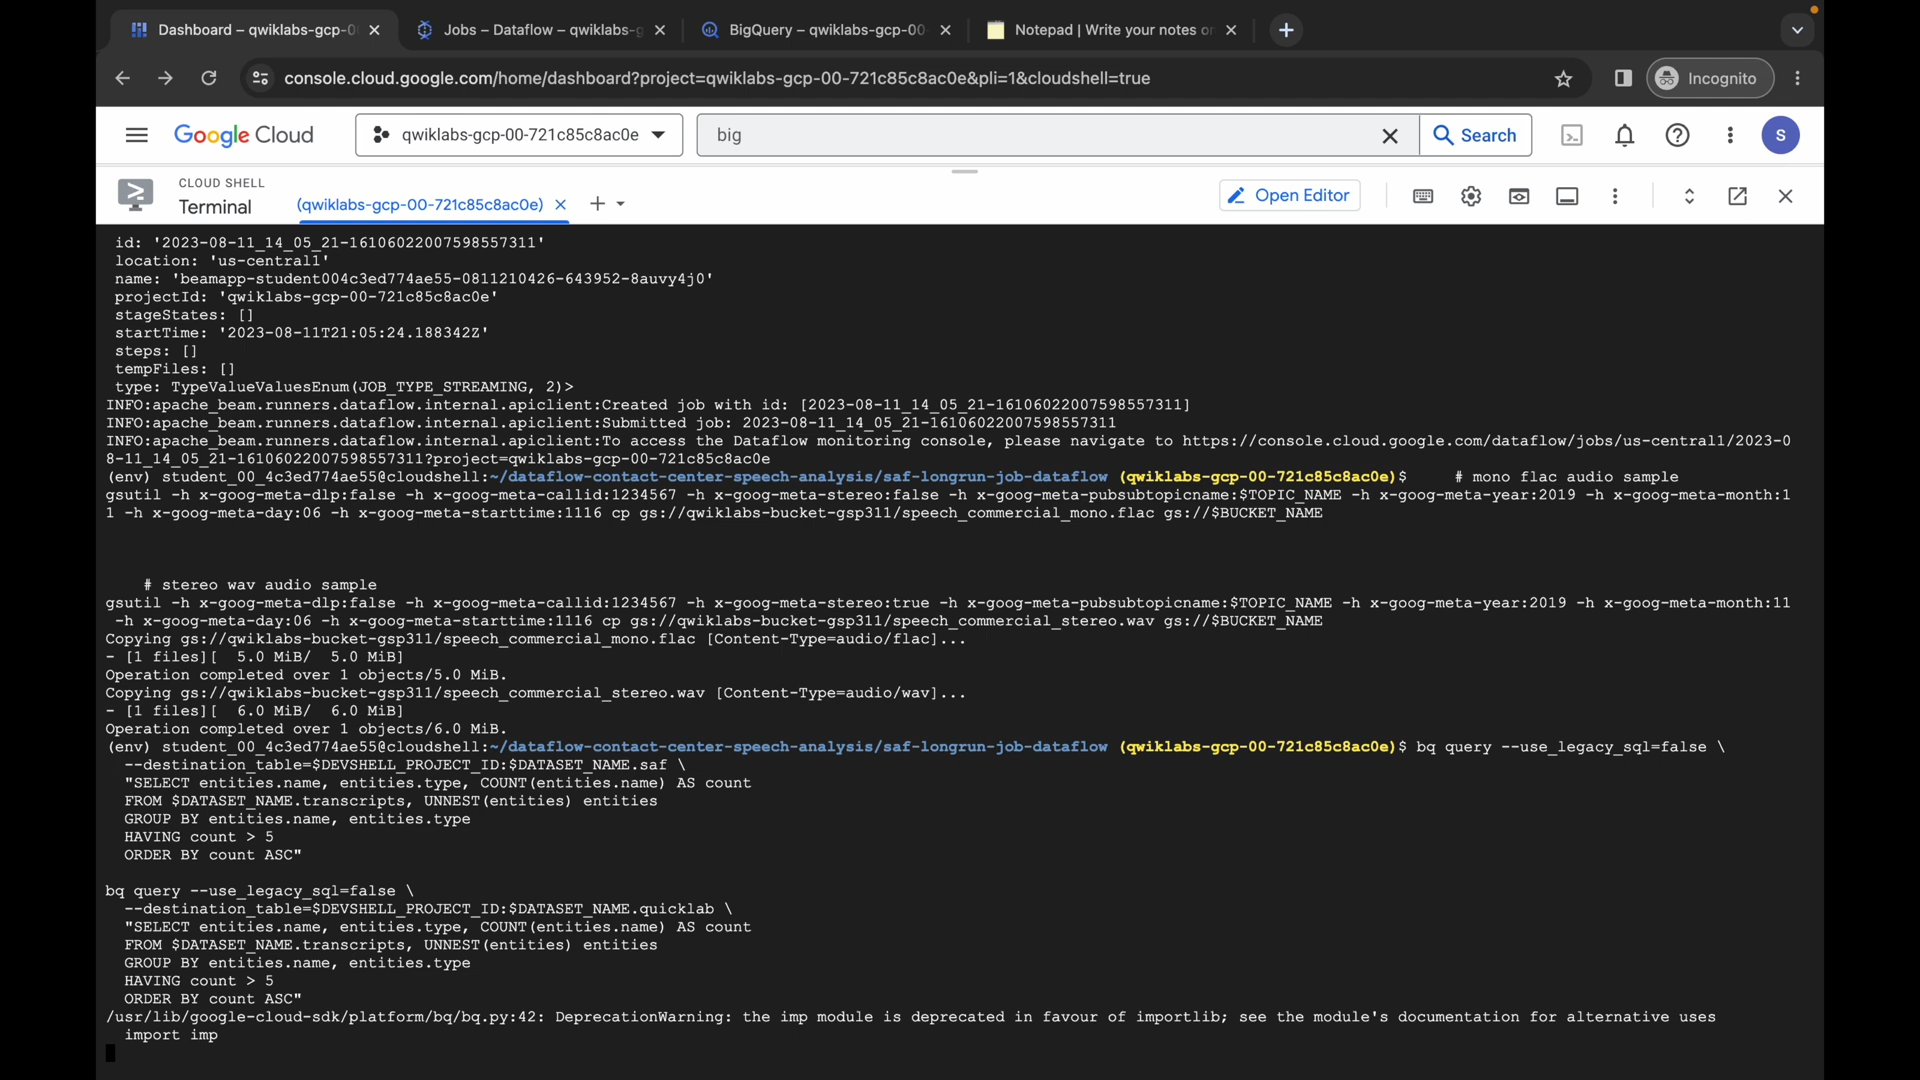 Dashboard – qwiklabs-gcp-00
Jobs – Dataflow – qwiklabs-g
BigQuery – qwiklabs-gcp-00
Notepad | Write your notes on
console.cloud.google.com/home/dashboard?project=qwiklabs-gcp-00-721c85c8ac0e&pli=1&cloudshell=true
Incognito
Google Cloud
qwiklabs-gcp-00-721c85c8ac0e
big
Search
S
CLOUD SHELL
Terminal
(qwiklabs-gcp-00-721c85c8ac0e)
Open Editor
id: '2023-08-11_14_05_21-16106022007598557311'
location: 'us-central1'
name: 'beamapp-student004c3ed774ae55-0811210426-643952-8auvy4j0'
projectId: 'qwiklabs-gcp-00-721c85c8ac0e'
stageStates: []
startTime: '2023-08-11T21:05:24.188342Z'
steps: []
tempFiles: []
type: TypeValueValuesEnum(JOB_TYPE_STREAMING, 2)>
INFO:apache_beam.runners.dataflow.internal.apiclient:Created job with id: [2023-08-11_14_05_21-16106022007598557311]
INFO:apache_beam.runners.dataflow.internal.apiclient:Submitted job: 2023-08-11_14_05_21-16106022007598557311
INFO:apache_beam.runners.dataflow.internal.apiclient:To access the Dataflow monitoring console, please navigate to https://console.cloud.google.com/dataflow/jobs/us-central1/2023-0
8-11_14_05_21-16106022007598557311?project=qwiklabs-gcp-00-721c85c8ac0e
(env) student_00_4c3ed774ae55@cloudshell:~/dataflow-contact-center-speech-analysis/saf-longrun-job-dataflow (qwiklabs-gcp-00-721c85c8ac0e)$     # mono flac audio sample
gsutil -h x-goog-meta-dlp:false -h x-goog-meta-callid:1234567 -h x-goog-meta-stereo:false -h x-goog-meta-pubsubtopicname:$TOPIC_NAME -h x-goog-meta-year:2019 -h x-goog-meta-month:1
1 -h x-goog-meta-day:06 -h x-goog-meta-starttime:1116 cp gs://qwiklabs-bucket-gsp311/speech_commercial_mono.flac gs://$BUCKET_NAME
# stereo wav audio sample
gsutil -h x-goog-meta-dlp:false -h x-goog-meta-callid:1234567 -h x-goog-meta-stereo:true -h x-goog-meta-pubsubtopicname:$TOPIC_NAME -h x-goog-meta-year:2019 -h x-goog-meta-month:11
-h x-goog-meta-day:06 -h x-goog-meta-starttime:1116 cp gs://qwiklabs-bucket-gsp311/speech_commercial_stereo.wav gs://$BUCKET_NAME
Copying gs://qwiklabs-bucket-gsp311/speech_commercial_mono.flac [Content-Type=audio/flac]...
- [1 files][  5.0 MiB/  5.0 MiB]
Operation completed over 1 objects/5.0 MiB.
Copying gs://qwiklabs-bucket-gsp311/speech_commercial_stereo.wav [Content-Type=audio/wav]...
- [1 files][  6.0 MiB/  6.0 MiB]
Operation completed over 1 objects/6.0 MiB.
(env) student_00_4c3ed774ae55@cloudshell:~/dataflow-contact-center-speech-analysis/saf-longrun-job-dataflow (qwiklabs-gcp-00-721c85c8ac0e)$ bq query --use_legacy_sql=false \
--destination_table=$DEVSHELL_PROJECT_ID:$DATASET_NAME.saf \
"SELECT entities.name, entities.type, COUNT(entities.name) AS count
FROM $DATASET_NAME.transcripts, UNNEST(entities) entities
GROUP BY entities.name, entities.type
HAVING count > 5
ORDER BY count ASC"
bq query --use_legacy_sql=false \
--destination_table=$DEVSHELL_PROJECT_ID:$DATASET_NAME.quicklab \
"SELECT entities.name, entities.type, COUNT(entities.name) AS count
FROM $DATASET_NAME.transcripts, UNNEST(entities) entities
GROUP BY entities.name, entities.type
HAVING count > 5
ORDER BY count ASC"
/usr/lib/google-cloud-sdk/platform/bq/bq.py:42: DeprecationWarning: the imp module is deprecated in favour of importlib; see the module's documentation for alternative uses
import imp